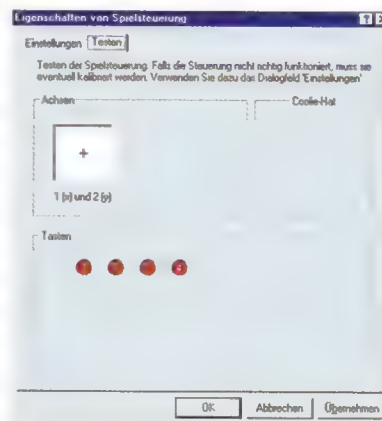 Eigenschaften von Spielsteuerung
Einstellungen Testen
Testen der Spielsteuerung. Falls die Steuerung nicht richtig funktioniert, muss sie
eventuell kalibriert werden. Verwenden Sie dazu das Dialogfeld 'Einstellungen'
Achsen
Coolie-Hat
1 (x) und 2 (y)
Tasten
OK Abbrechen Übernehmen